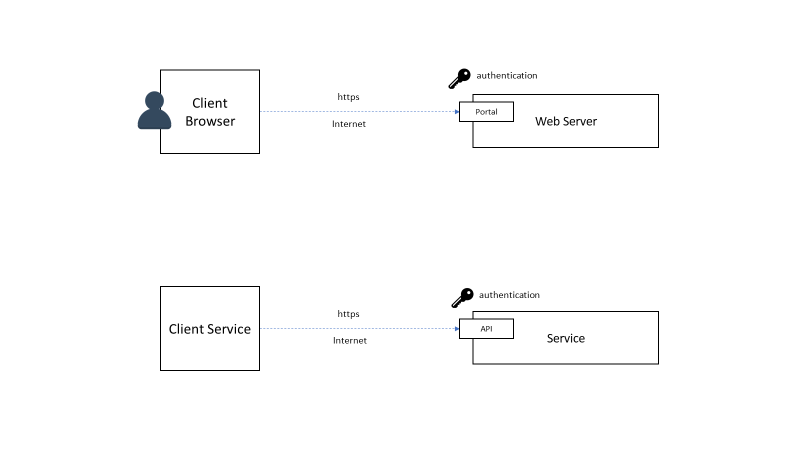 authentication
Client
Browser
https
Portal
Web Server
Internet
authentication
Client Service
https
API
Service
Internet